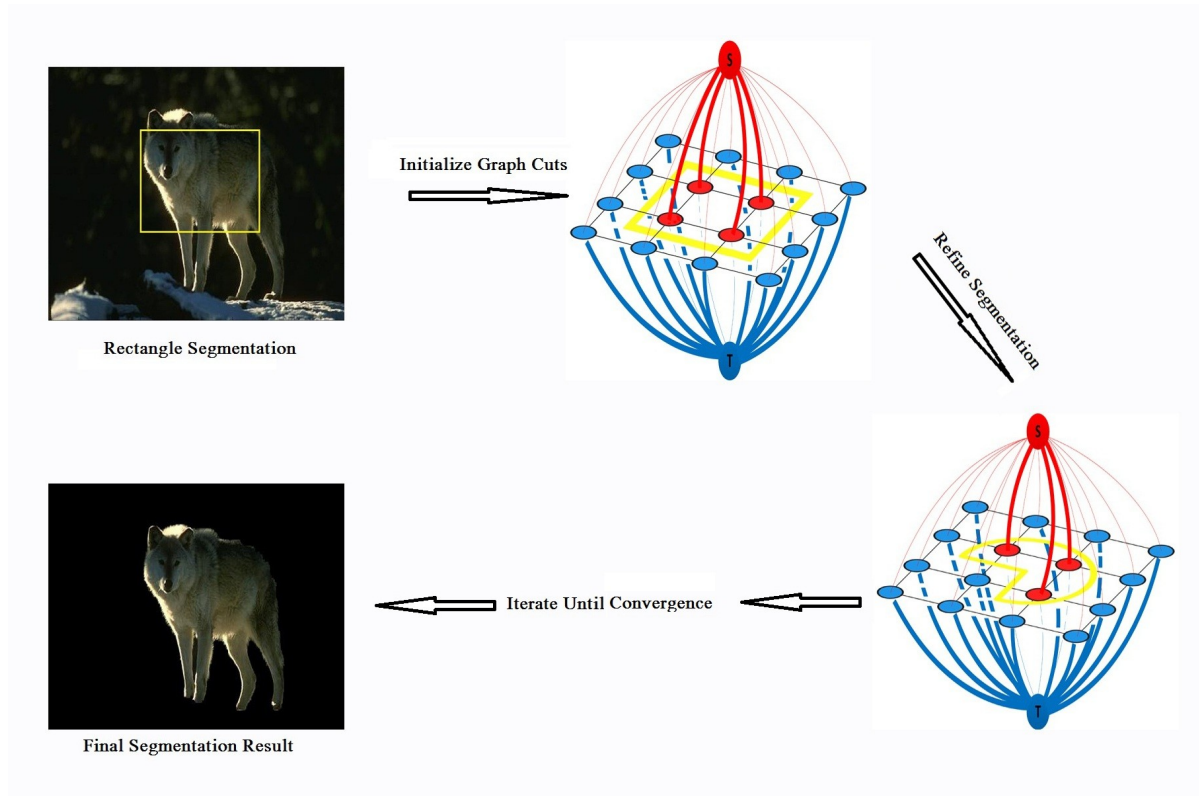 Initialize Graph Cuts
S
T
Rectangle Segmentation
Refine Segmentation
S
T
Iterate Until Convergence
Final Segmentation Result